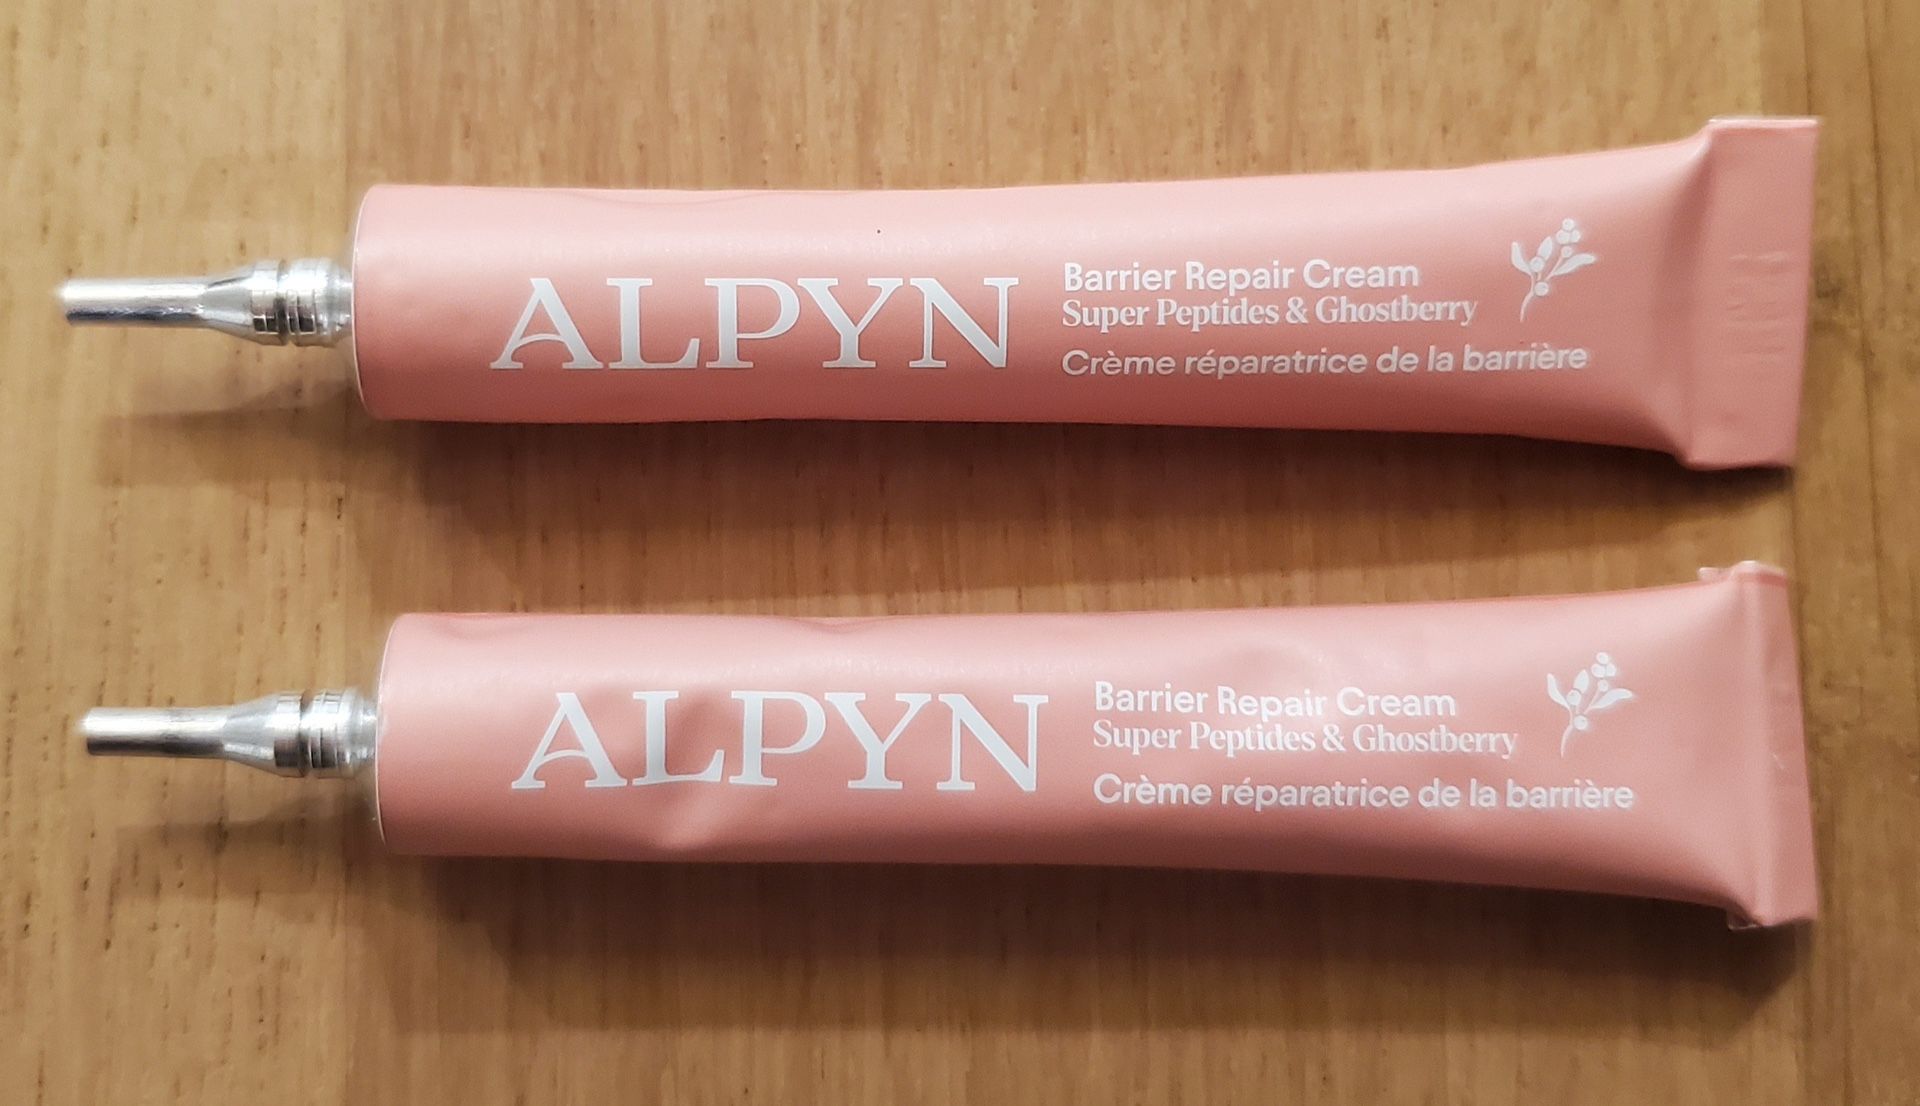 ALPYN
Barrier Repair Cream
Super Peptides & Ghostberry
Crème réparatrice de la barrière
ALPYN
Barrier Repair Cream
Super Peptides & Ghostberry
Crème réparatrice de la barrière